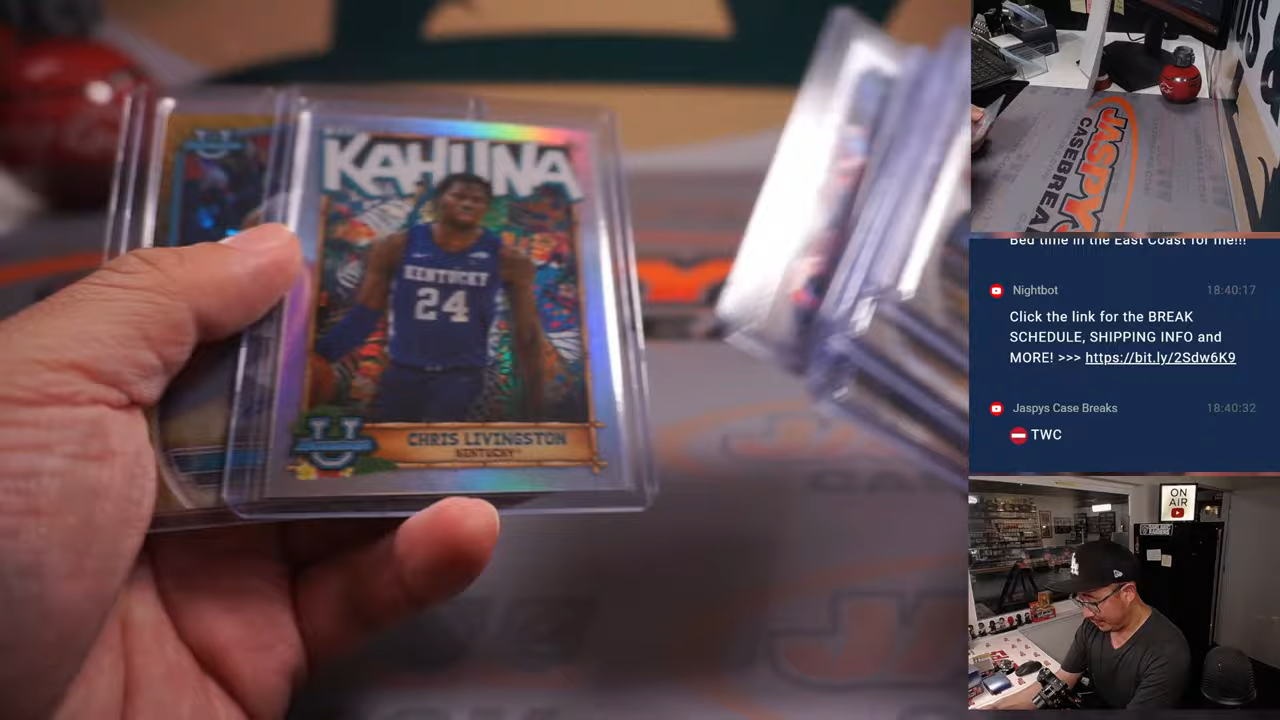 KAHUNA
KENTUCKY
24
CHRIS LIVINGSTON
KENTUCKY
JASPY
CASEBREA
Bed time in the East Coast for me!!!
Nightbot
18:40:17
Click the link for the BREAK
SCHEDULE, SHIPPING INFO and
MORE! >>> https://bit.ly/2Sdw6K9
Jaspys Case Breaks
18:40:32
TWC
ON
AIR